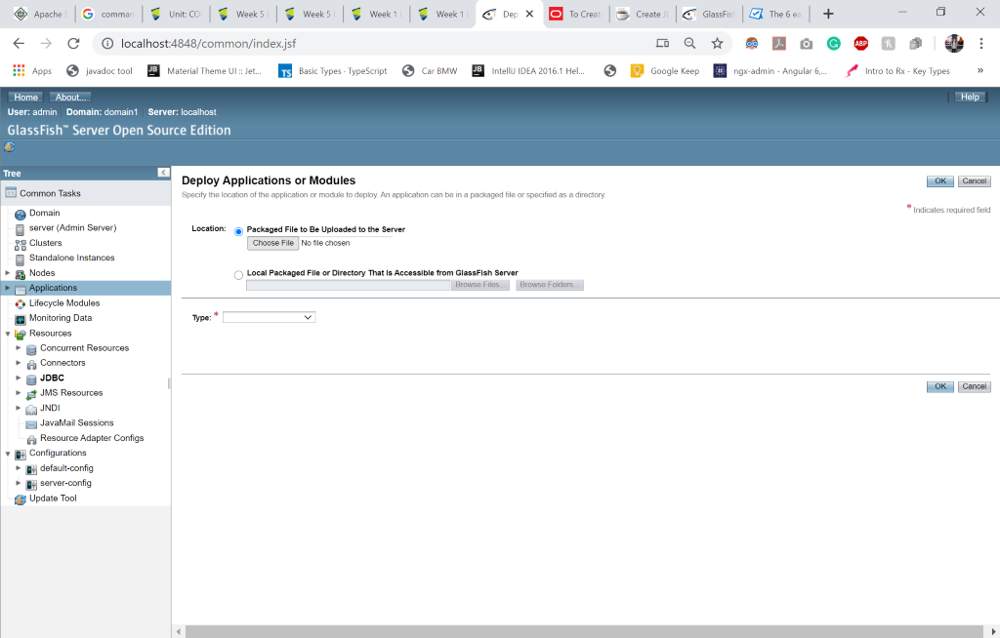 Apache
comman
Unit: CO
Week 5
Week 5
Week 1
Week 1
Dep
To Creat
Create J
GlassFis
The 6 ea
localhost:4848/common/index.jsf
ABP
Apps
javadoc tool
Material Theme UI :: Jet...
Basic Types · TypeScript
Car BMW
IntelliJ IDEA 2016.1 Hel...
Google Keep
ngx-admin - Angular 6,...
Intro to Rx - Key Types
»
Home About... Help
User: admin Domain: domain1 Server: localhost
GlassFish™ Server Open Source Edition
Tree
Common Tasks
Domain
server (Admin Server)
Clusters
Standalone Instances
Nodes
Applications
Lifecycle Modules
Monitoring Data
Resources
Concurrent Resources
Connectors
JDBC
JMS Resources
JNDI
JavaMail Sessions
Resource Adapter Configs
Configurations
default-config
server-config
Update Tool
Deploy Applications or Modules
OK Cancel
Specify the location of the application or module to deploy. An application can be in a packaged file or specified as a directory.
* Indicates required field
Location: Packaged File to Be Uploaded to the Server
Choose File No file chosen
Local Packaged File or Directory That Is Accessible from GlassFish Server
Browse Files... Browse Folders...
Type: *
OK Cancel